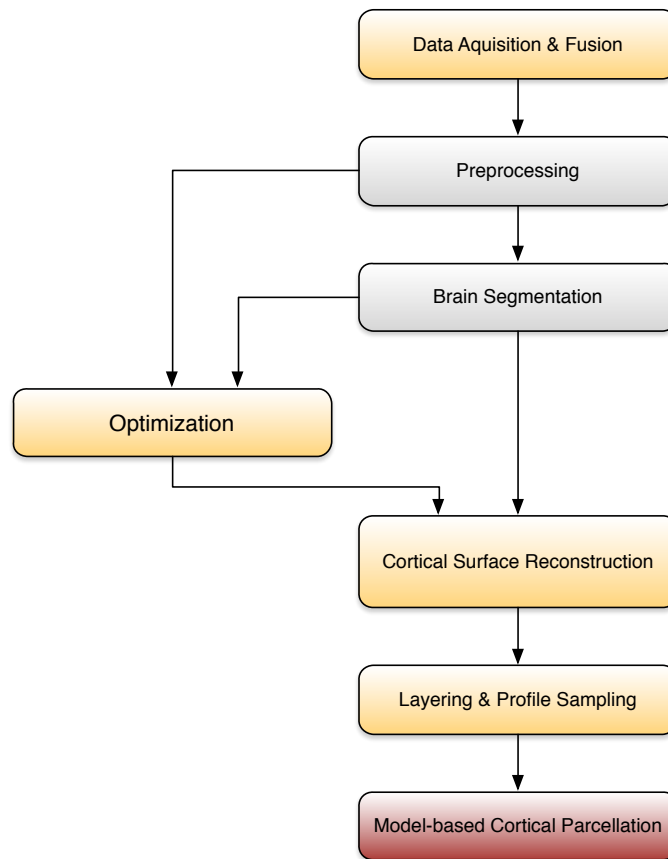 Data Aquisition & Fusion
Preprocessing
Brain Segmentation
Optimization
Cortical Surface Reconstruction
Layering & Profile Sampling
Model-based Cortical Parcellation